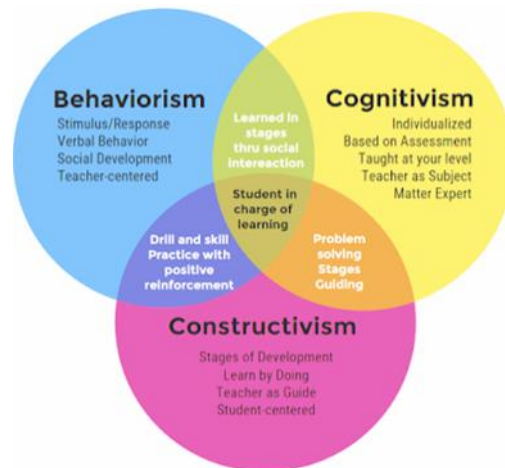 Behaviorism
Stimulus/Response
Verbal Behavior
Social Development
Teacher-centered
Learned in
stages
thru social
intereaction
Cognitivism
Individualized
Based on Assessment
Taught at your level
Teacher as Subject
Matter Expert
Student in
charge of
learning
Drill and skill
Practice with
positive
reinforcement
Problem
solving
Stages
Guiding
Constructivism
Stages of Development
Learn by Doing
Teacher as Guide
Student-centered